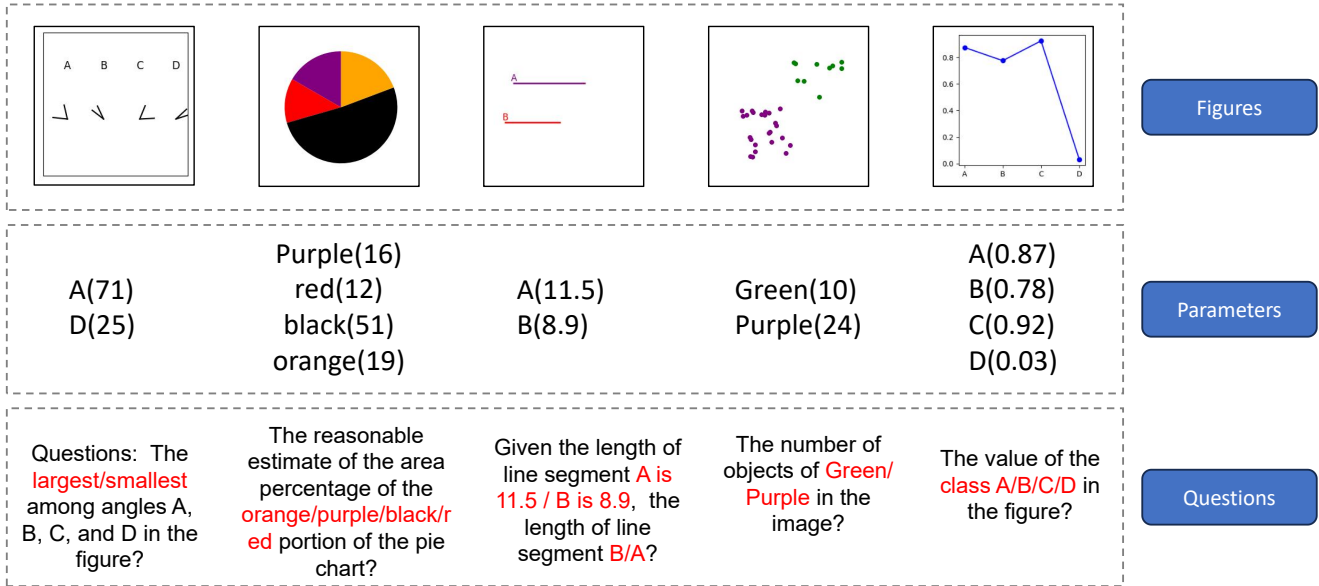 A B C D
A
B
0.8
0.6
0.4
0.2
0.0
A B C D
Figures
A(71)
D(25)
Purple(16)
red(12)
black(51)
orange(19)
A(11.5)
B(8.9)
Green(10)
Purple(24)
A(0.87)
B(0.78)
C(0.92)
D(0.03)
Parameters
Questions: The
largest/smallest
among angles A,
B, C, and D in the
figure?
The reasonable
estimate of the area
percentage of the
orange/purple/black/r
ed portion of the pie
chart?
Given the length of
line segment A is
11.5 / B is 8.9, the
length of line
segment B/A?
The number of
objects of Green/
Purple in the
image?
The value of the
class A/B/C/D in
the figure?
Questions